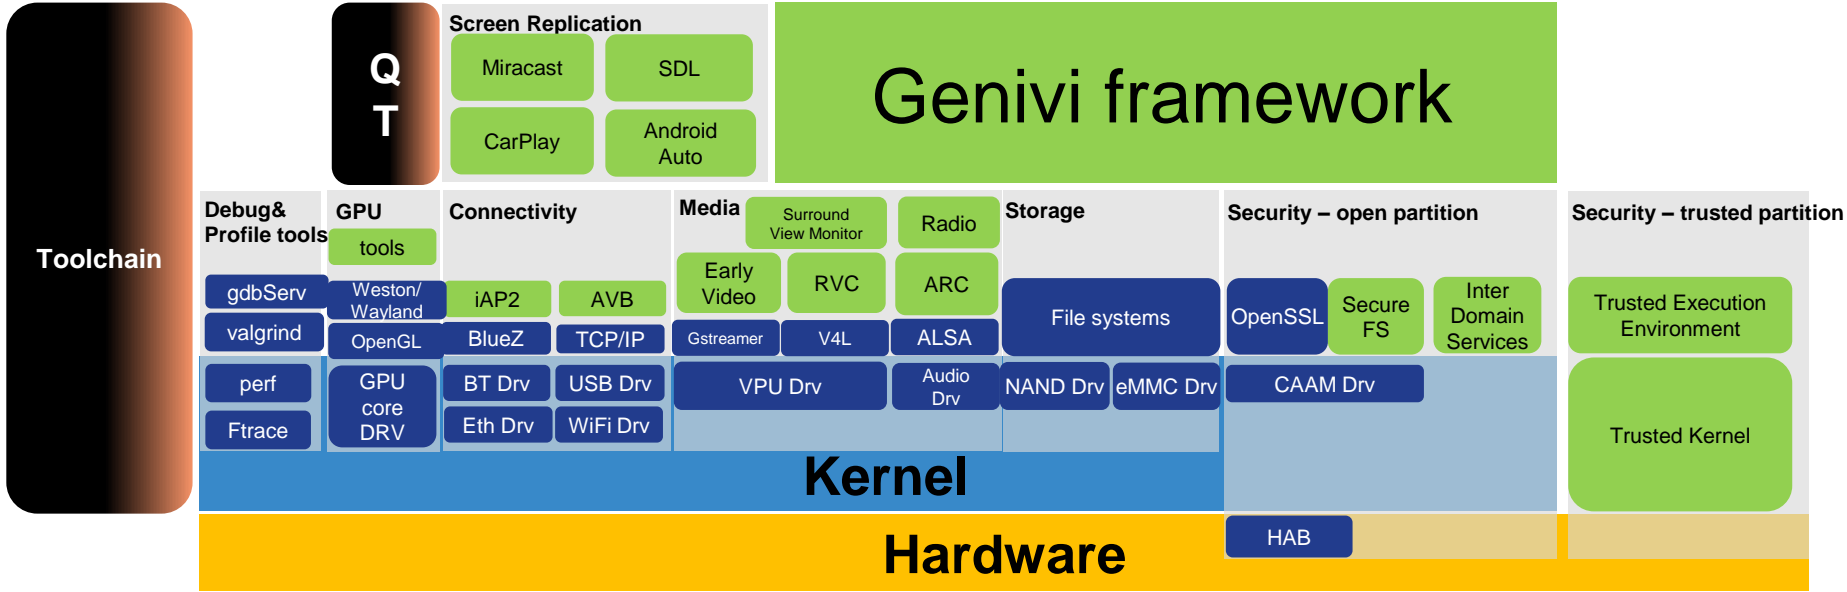 Toolchain
Q
T
Screen Replication
Miracast
SDL
CarPlay
Android
Auto
Genivi framework
Debug&
Profile tools
gdbServ
valgrind
perf
Ftrace
GPU
tools
Weston/
Wayland
OpenGL
GPU
core
DRV
Connectivity
iAP2
AVB
BlueZ
TCP/IP
BT Drv
USB Drv
Eth Drv
WiFi Drv
Media
Surround
View Monitor
Radio
Early
Video
RVC
ARC
Gstreamer
V4L
ALSA
VPU Drv
Audio
Drv
Storage
File systems
NAND Drv
eMMC Drv
Security – open partition
OpenSSL
Secure
FS
Inter
Domain
Services
CAAM Drv
HAB
Security – trusted partition
Trusted Execution
Environment
Trusted Kernel
Kernel
Hardware